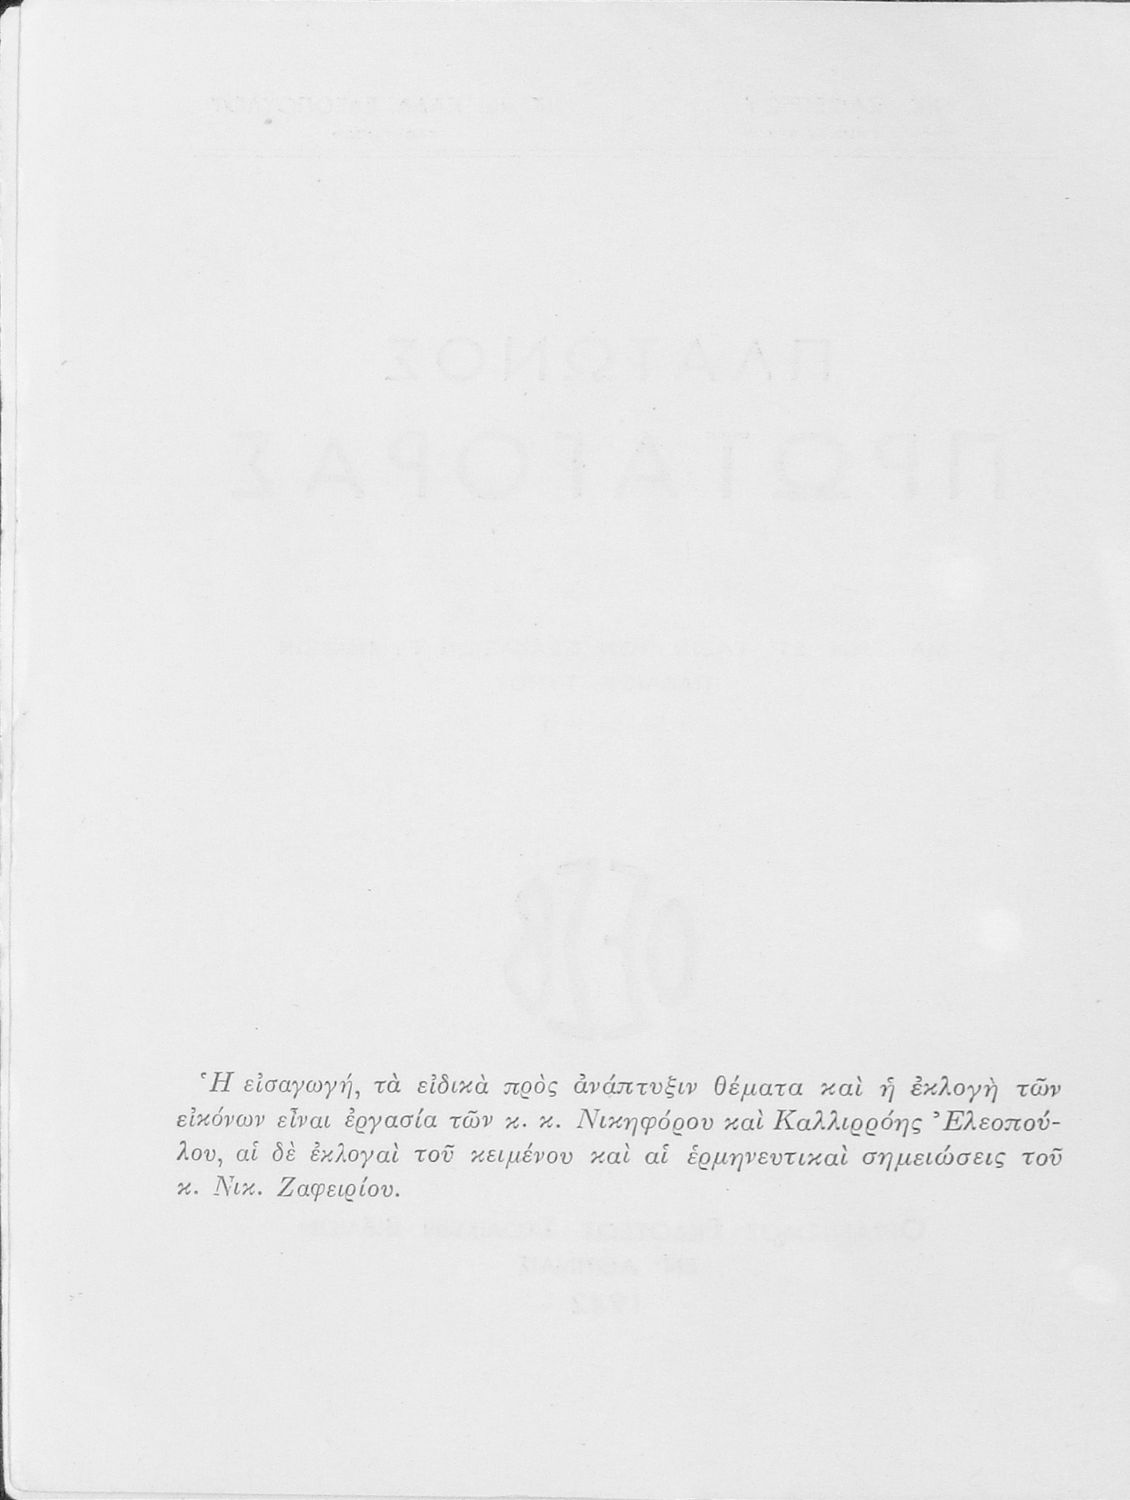 Ἡ εἰσαγωγή, τὰ εἰδικὰ πρὸς ἀνάπτυξιν θέματα καὶ ἡ ἐκλογὴ τῶν
εἰκόνων εἶναι ἐργασία τῶν κ. κ. Νικηφόρου καὶ Καλλιρρόης Ἐλεοπού-
λου, αἱ δὲ ἐκλογαὶ τοῦ κειμένου καὶ αἱ ἑρμηνευτικαὶ σημειώσεις τοῦ
κ. Νικ. Ζαφειρίου.